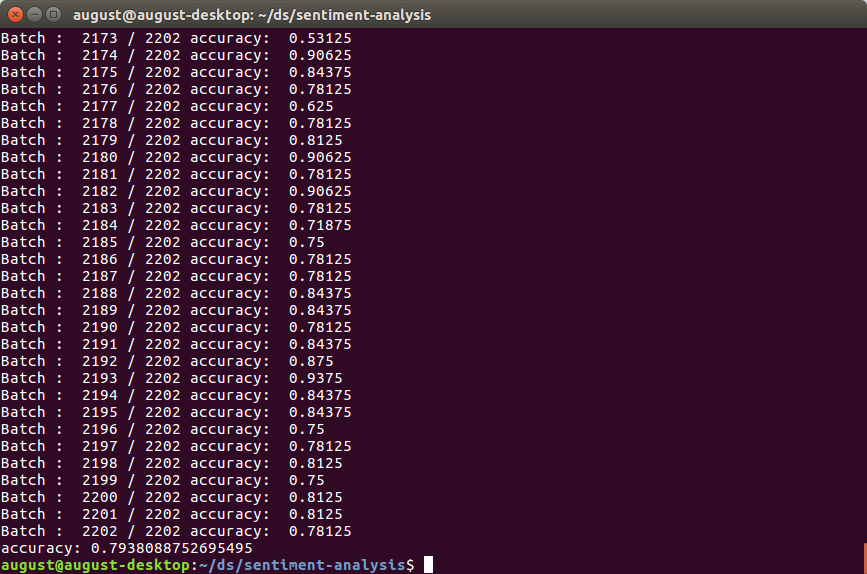 august@august-desktop: ~/ds/sentiment-analysis
Batch :  2173 / 2202 accuracy:  0.53125
Batch :  2174 / 2202 accuracy:  0.90625
Batch :  2175 / 2202 accuracy:  0.84375
Batch :  2176 / 2202 accuracy:  0.78125
Batch :  2177 / 2202 accuracy:  0.625
Batch :  2178 / 2202 accuracy:  0.78125
Batch :  2179 / 2202 accuracy:  0.8125
Batch :  2180 / 2202 accuracy:  0.90625
Batch :  2181 / 2202 accuracy:  0.78125
Batch :  2182 / 2202 accuracy:  0.90625
Batch :  2183 / 2202 accuracy:  0.78125
Batch :  2184 / 2202 accuracy:  0.71875
Batch :  2185 / 2202 accuracy:  0.75
Batch :  2186 / 2202 accuracy:  0.78125
Batch :  2187 / 2202 accuracy:  0.78125
Batch :  2188 / 2202 accuracy:  0.84375
Batch :  2189 / 2202 accuracy:  0.84375
Batch :  2190 / 2202 accuracy:  0.78125
Batch :  2191 / 2202 accuracy:  0.84375
Batch :  2192 / 2202 accuracy:  0.875
Batch :  2193 / 2202 accuracy:  0.9375
Batch :  2194 / 2202 accuracy:  0.84375
Batch :  2195 / 2202 accuracy:  0.84375
Batch :  2196 / 2202 accuracy:  0.75
Batch :  2197 / 2202 accuracy:  0.78125
Batch :  2198 / 2202 accuracy:  0.8125
Batch :  2199 / 2202 accuracy:  0.75
Batch :  2200 / 2202 accuracy:  0.8125
Batch :  2201 / 2202 accuracy:  0.8125
Batch :  2202 / 2202 accuracy:  0.78125
accuracy: 0.7938088752695495
august@august-desktop:~/ds/sentiment-analysis$